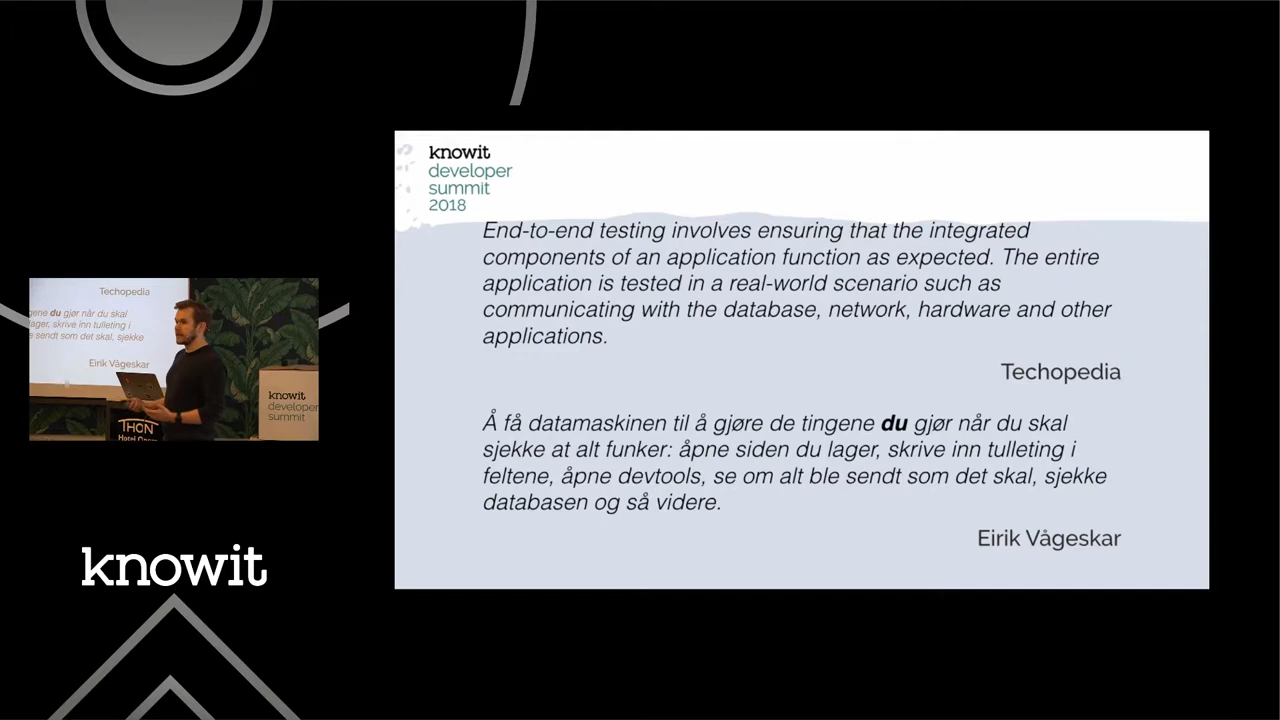 knowit
developer
summit
2018
End-to-end testing involves ensuring that the integrated
components of an application function as expected. The entire
application is tested in a real-world scenario such as
communicating with the database, network, hardware and other
applications.
Techopedia
Å få datamaskinen til å gjøre de tingene du gjør når du skal
sjekke at alt funker: åpne siden du lager, skrive inn tulleting i
feltene, åpne devtools, se om alt ble sendt som det skal, sjekke
databasen og så videre.
Eirik Vågeskar
Techopedia
gene du gjør når du skal
lager, skrive inn tulleting i
e sendt som det skal, sjekke
Eirik Vågeskar
knowit
developer
summit
THON
Hotel
knowit